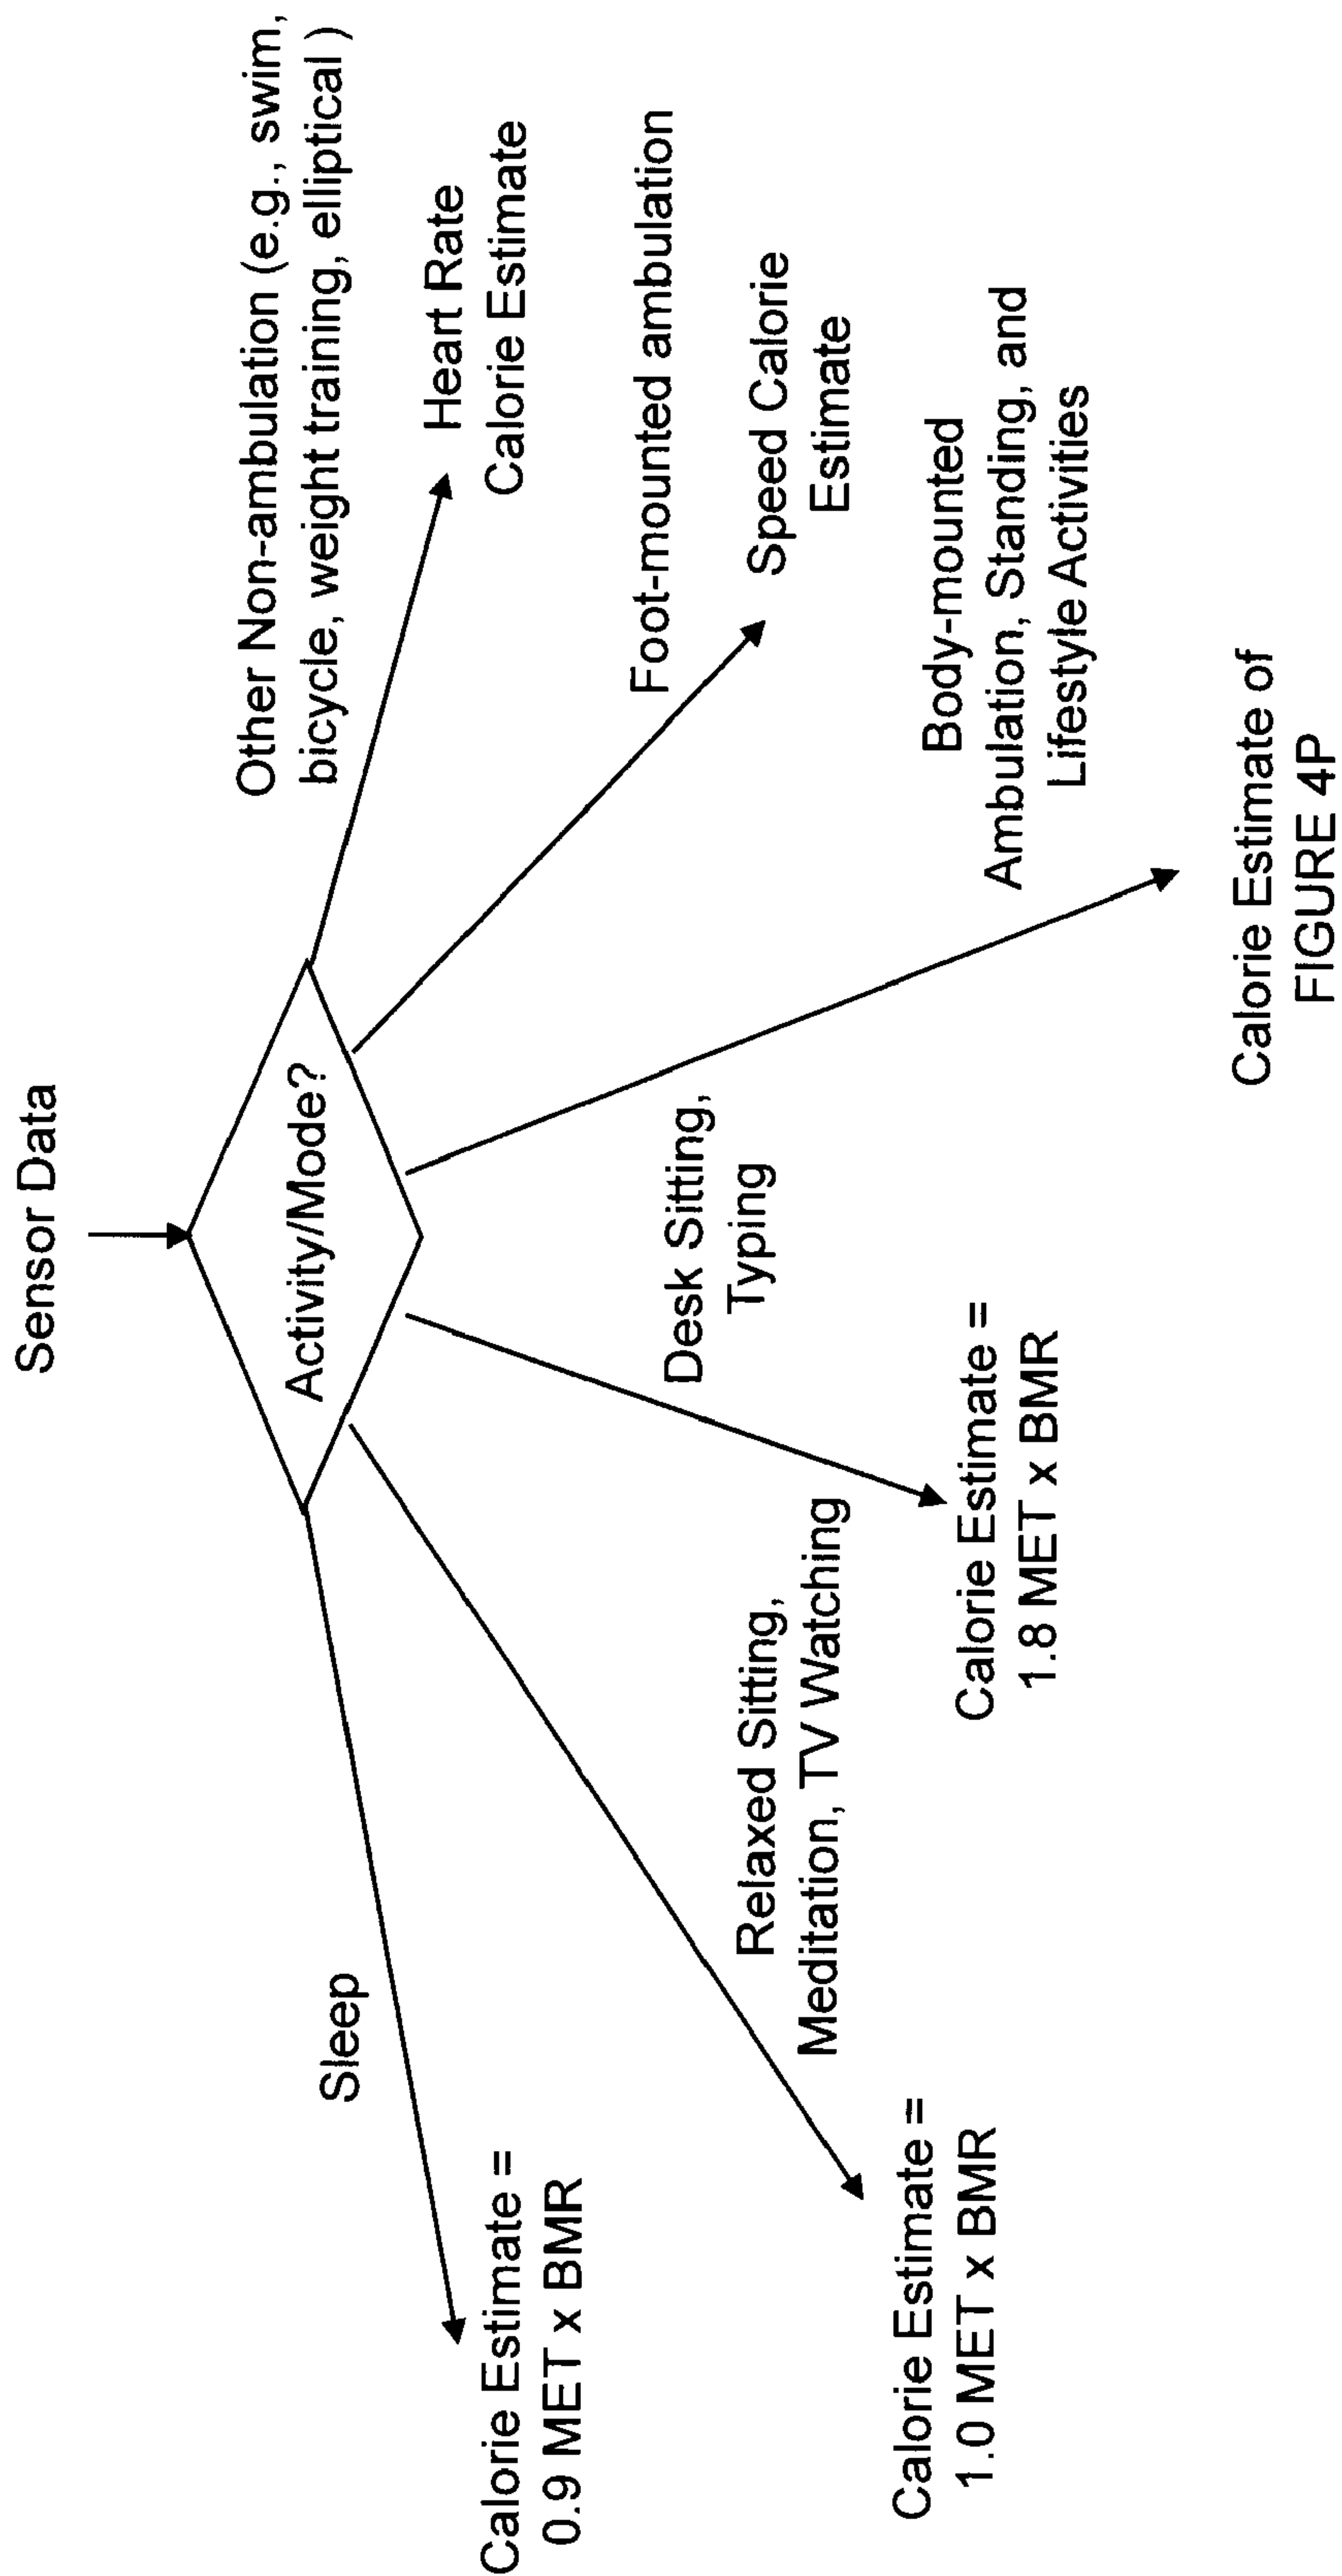 Sensor Data
Activity/Mode?
Sleep
Calorie Estimate =
0.9 MET x BMR
Relaxed Sitting,
Meditation, TV Watching
Calorie Estimate =
1.0 MET x BMR
Desk Sitting,
Typing
Calorie Estimate =
1.8 MET x BMR
Body-mounted
Ambulation, Standing, and
Lifestyle Activities
Calorie Estimate of
FIGURE 4P
Foot-mounted ambulation
Speed Calorie
Estimate
Other Non-ambulation (e.g., swim,
bicycle, weight training, elliptical )
Heart Rate
Calorie Estimate